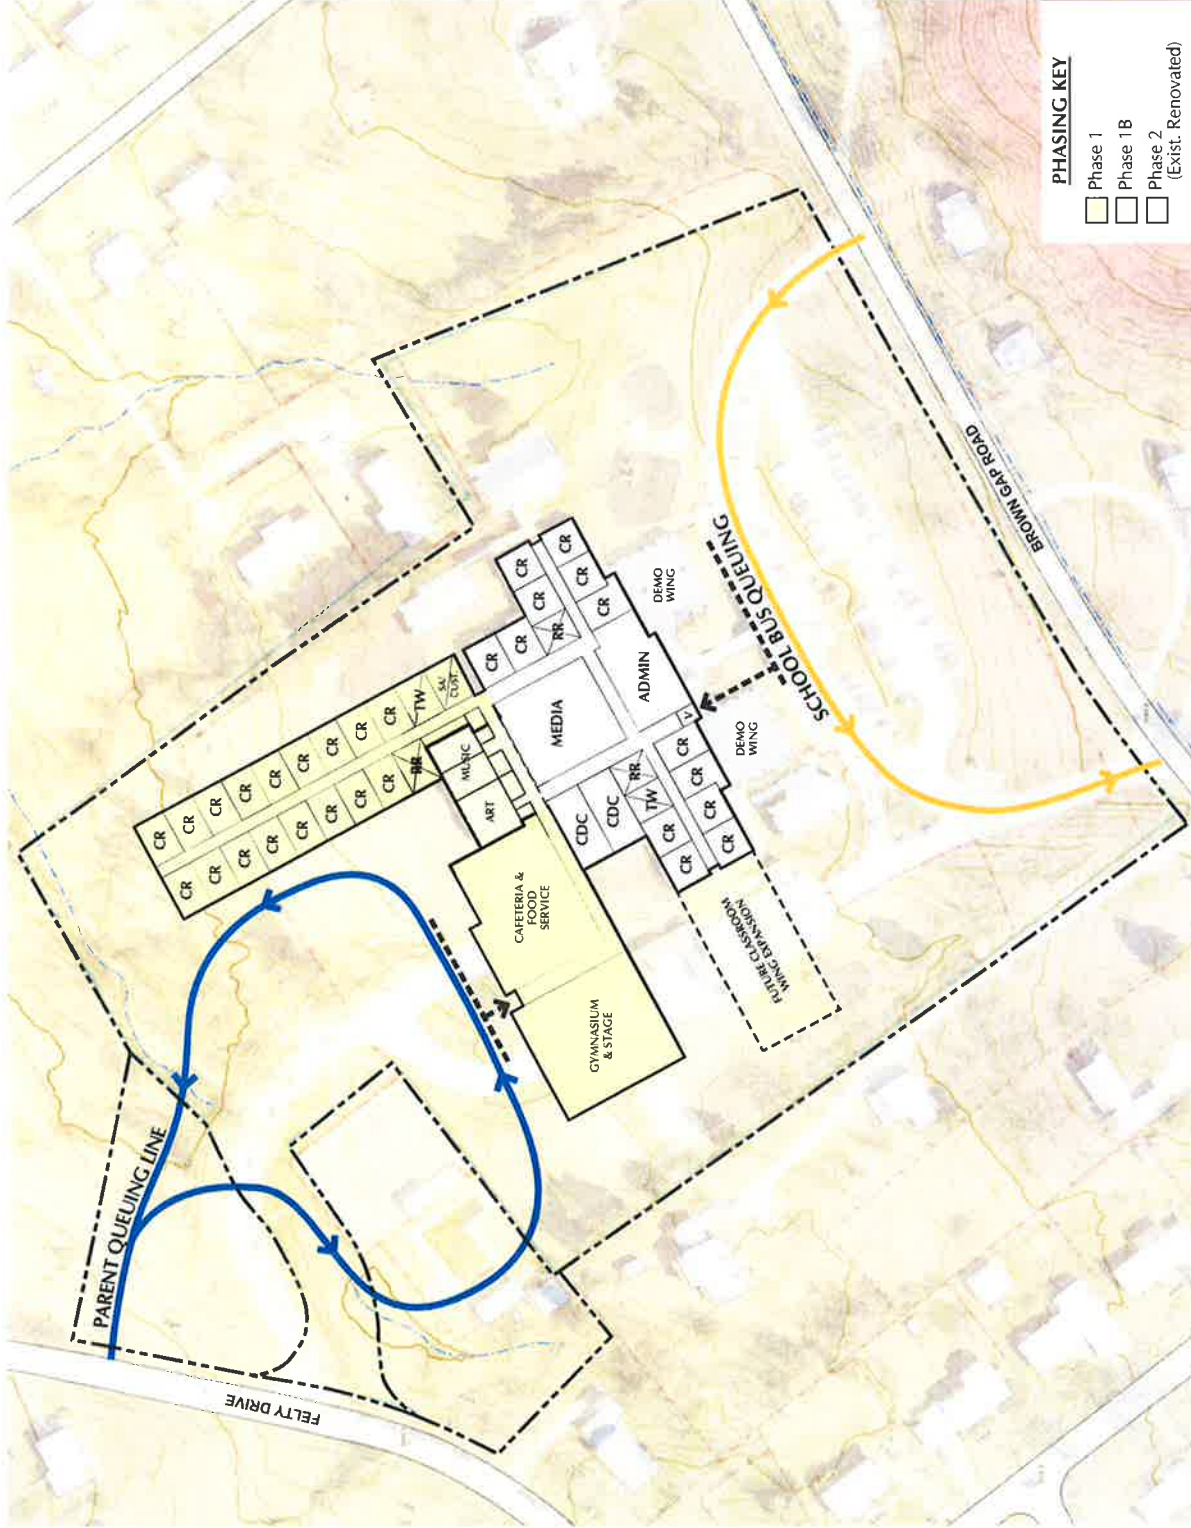 PARENT QUEUING LINE
FELTY DRIVE
CR
CR
CR
CR
CR
CR
CR
CR
CR
TW
SA/
CUST.
CR
CR
CR
CR
CR
CR
CR
CR
RR
MUSIC
ART
CAFETERIA &
FOOD
SERVICE
GYMNASIUM
& STAGE
MEDIA
ADMIN
CR
CR
RR
CR
CR
CR
CR
CR
CDC
CDC
RR
TW
CR
CR
CR
CR
CR
CR
V
DEMO
WING
DEMO
WING
FUTURE CLASSROOM
WING EXPANSION
SCHOOL BUS QUEUING
BROWN GAP ROAD
PHASING KEY
Phase 1
Phase 1B
Phase 2
(Exist. Renovated)